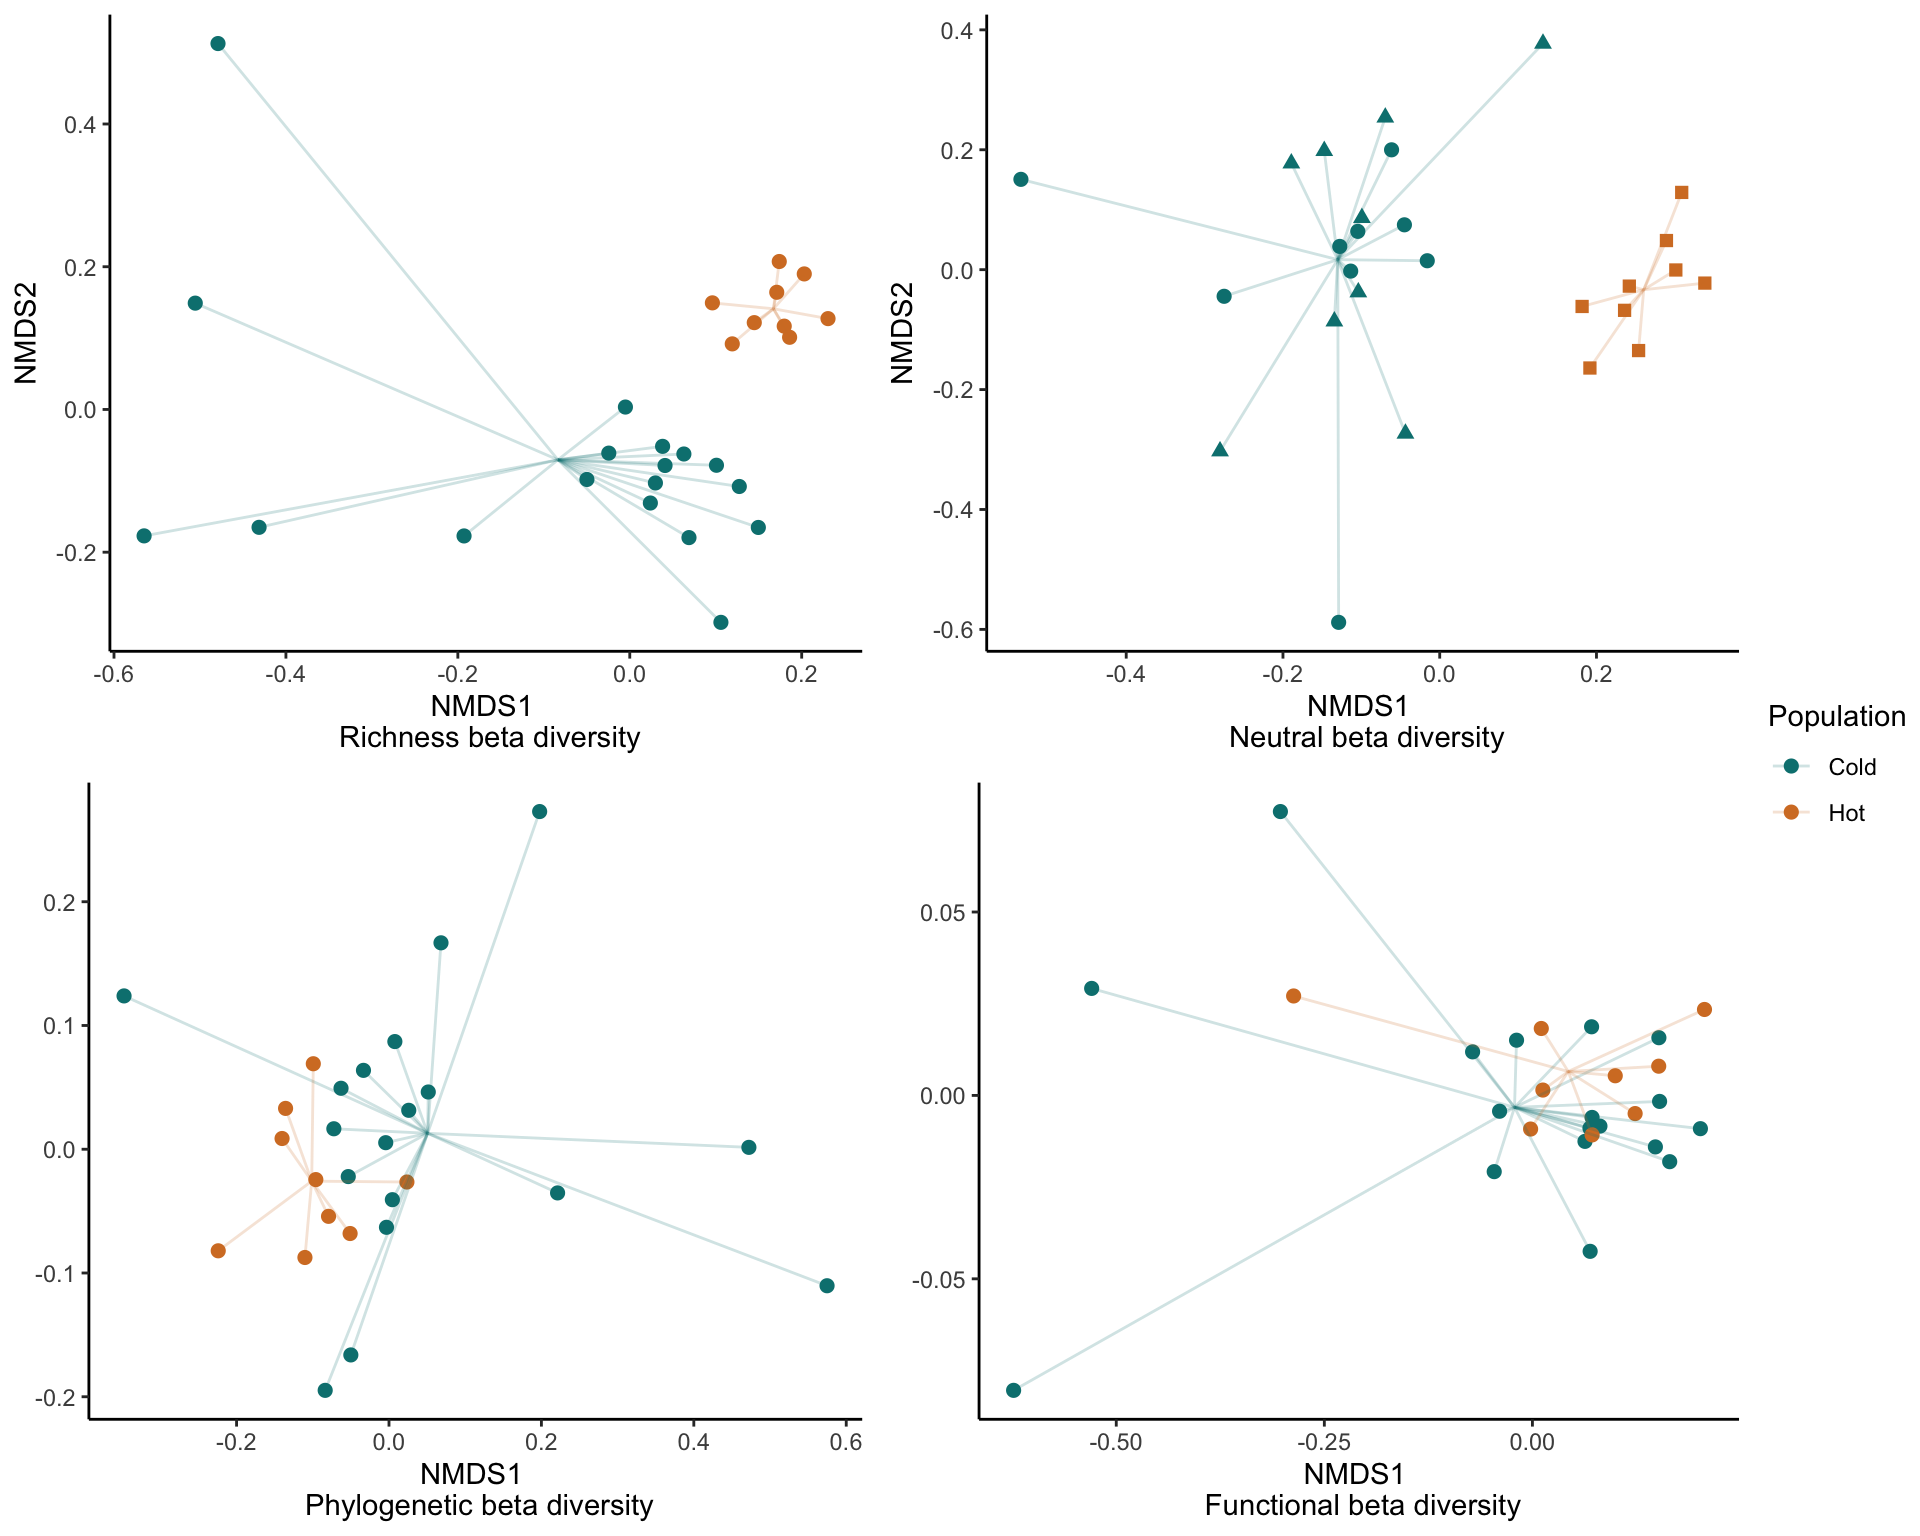 0.4
0.2
0.0
-0.2
NMDS2
-0.6 -0.4 -0.2 0.0 0.2
NMDS1
Richness beta diversity
0.4
0.2
0.0
-0.2
-0.4
-0.6
NMDS2
-0.4 -0.2 0.0 0.2
NMDS1
Neutral beta diversity
Population
Cold
Hot
0.2
0.1
0.0
-0.1
-0.2
-0.2 0.0 0.2 0.4 0.6
NMDS1
Phylogenetic beta diversity
0.05
0.00
-0.05
-0.50 -0.25 0.00
NMDS1
Functional beta diversity